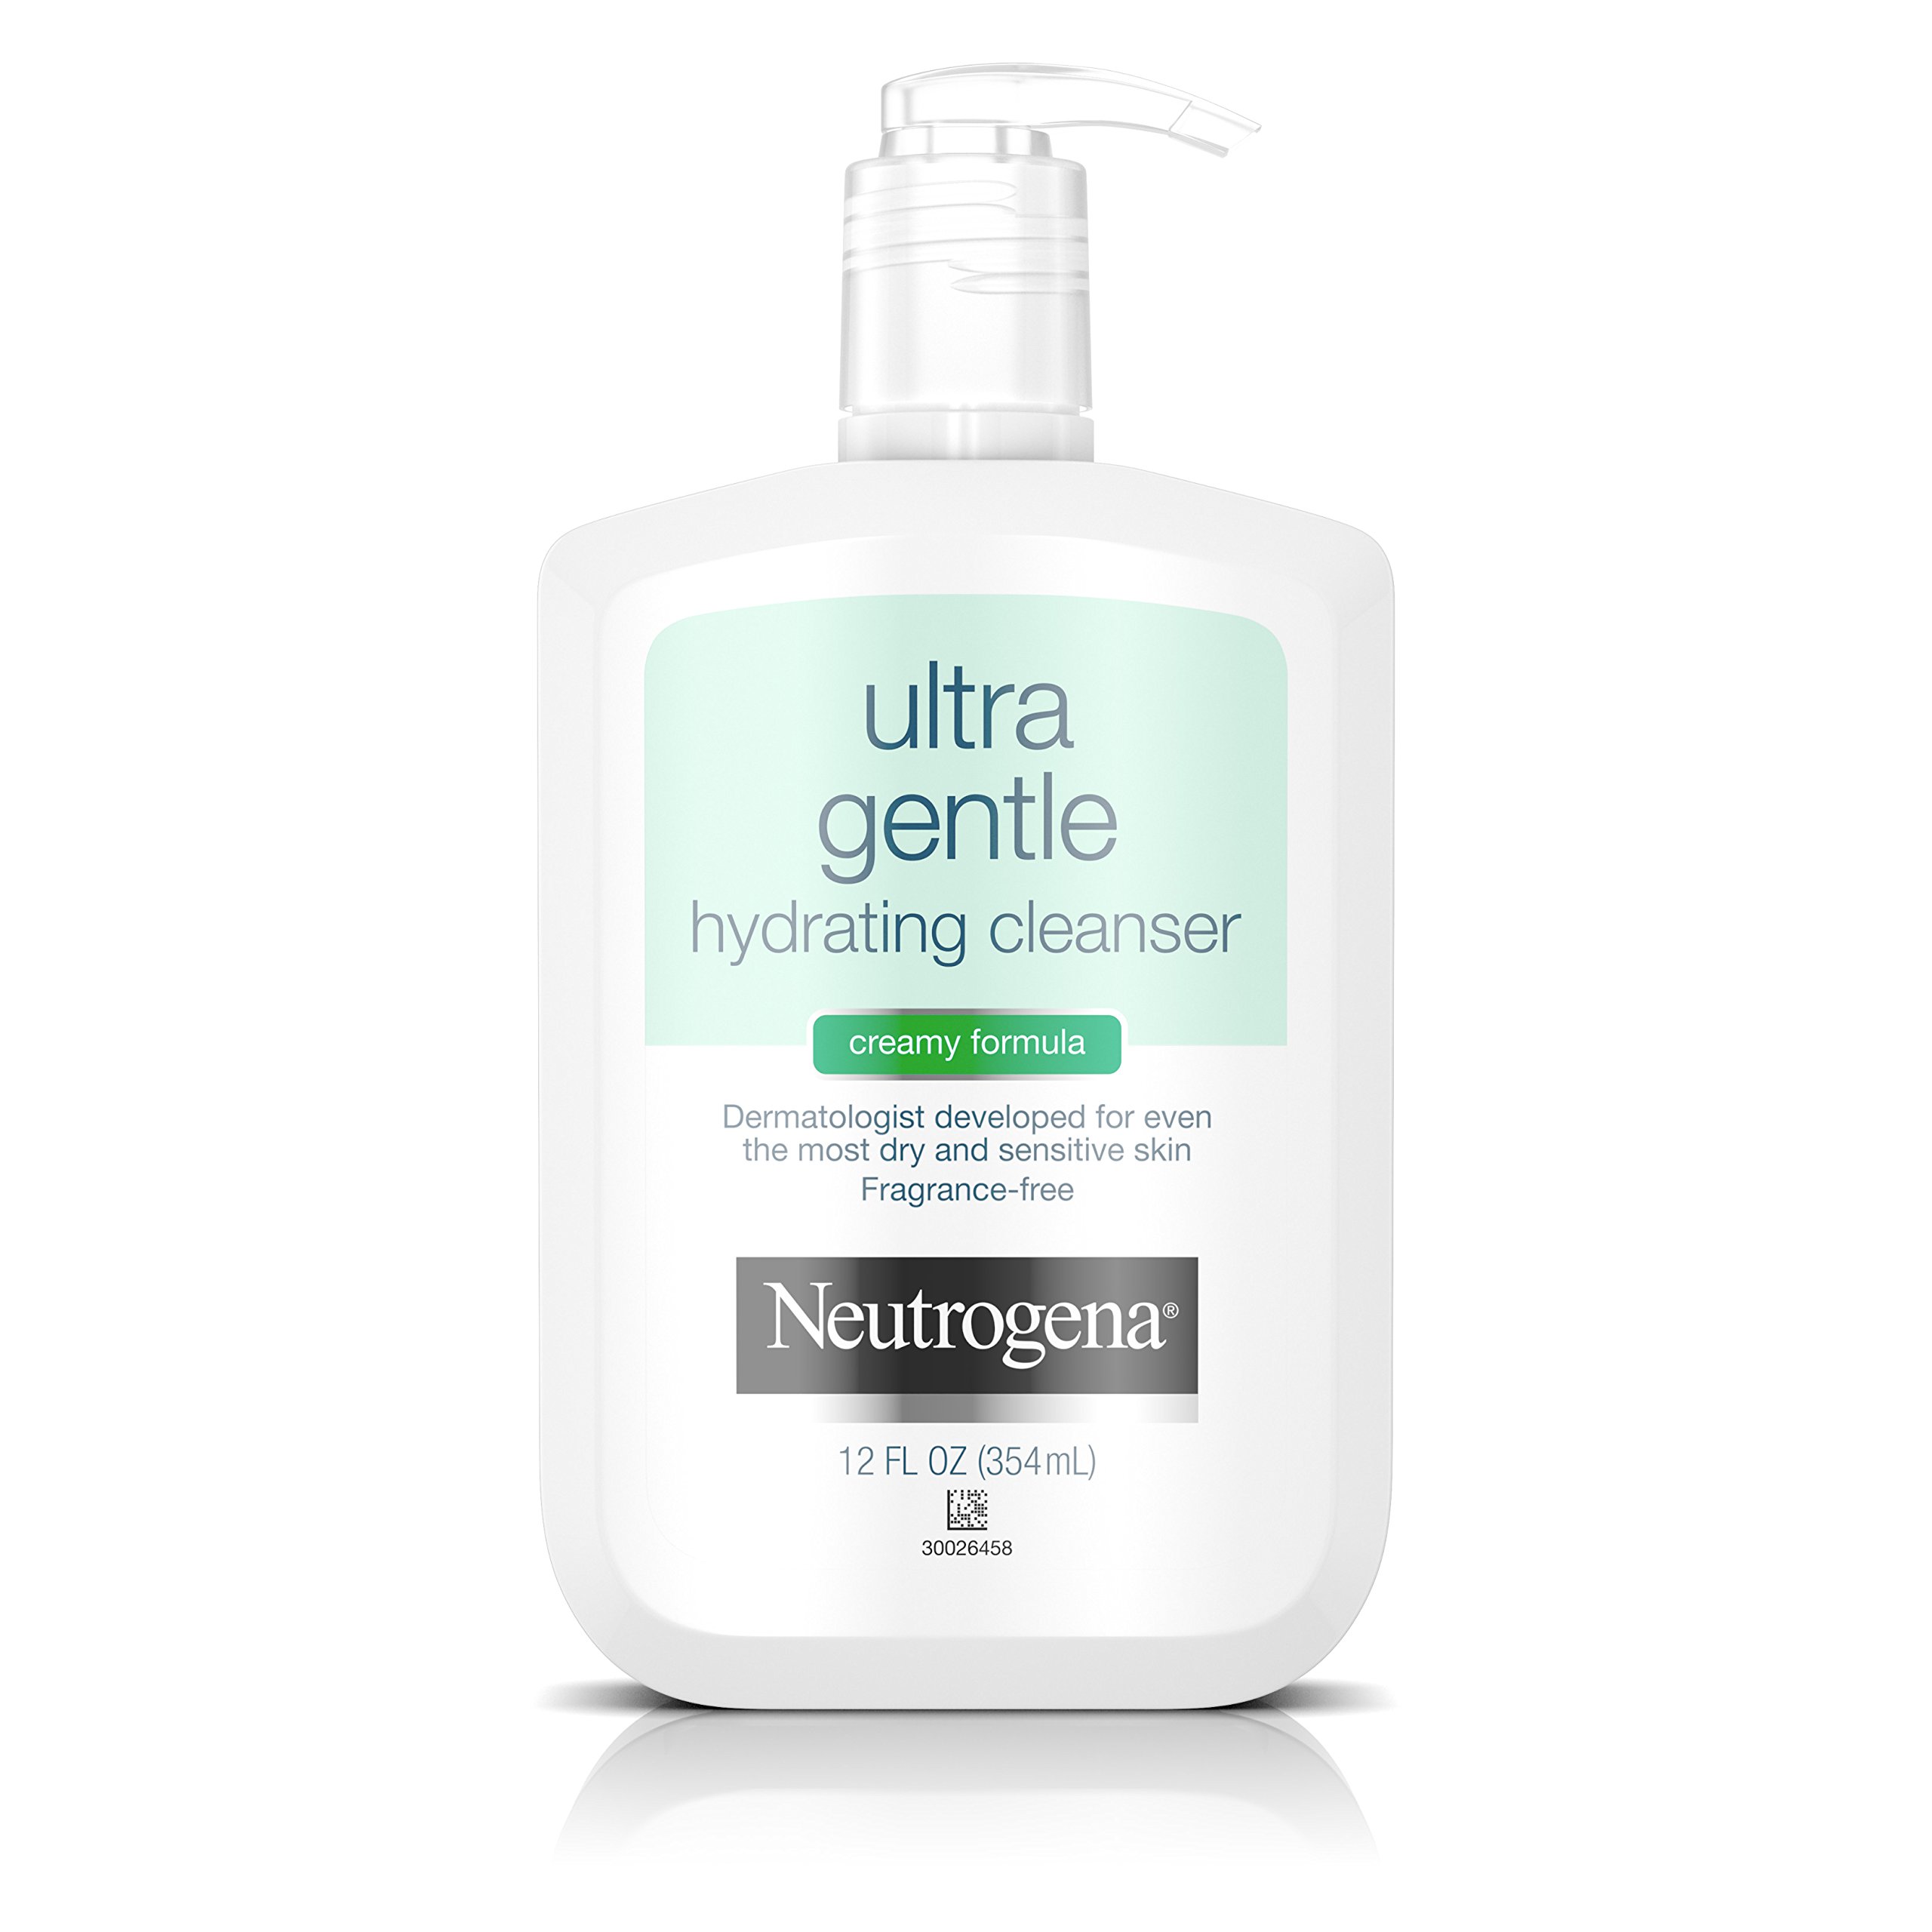 ultra
gentle
hydrating cleanser
creamy formula
Dermatologist developed for even
the most dry and sensitive skin
Fragrance-free
Neutrogena®
12 FL OZ (354mL)
30026458